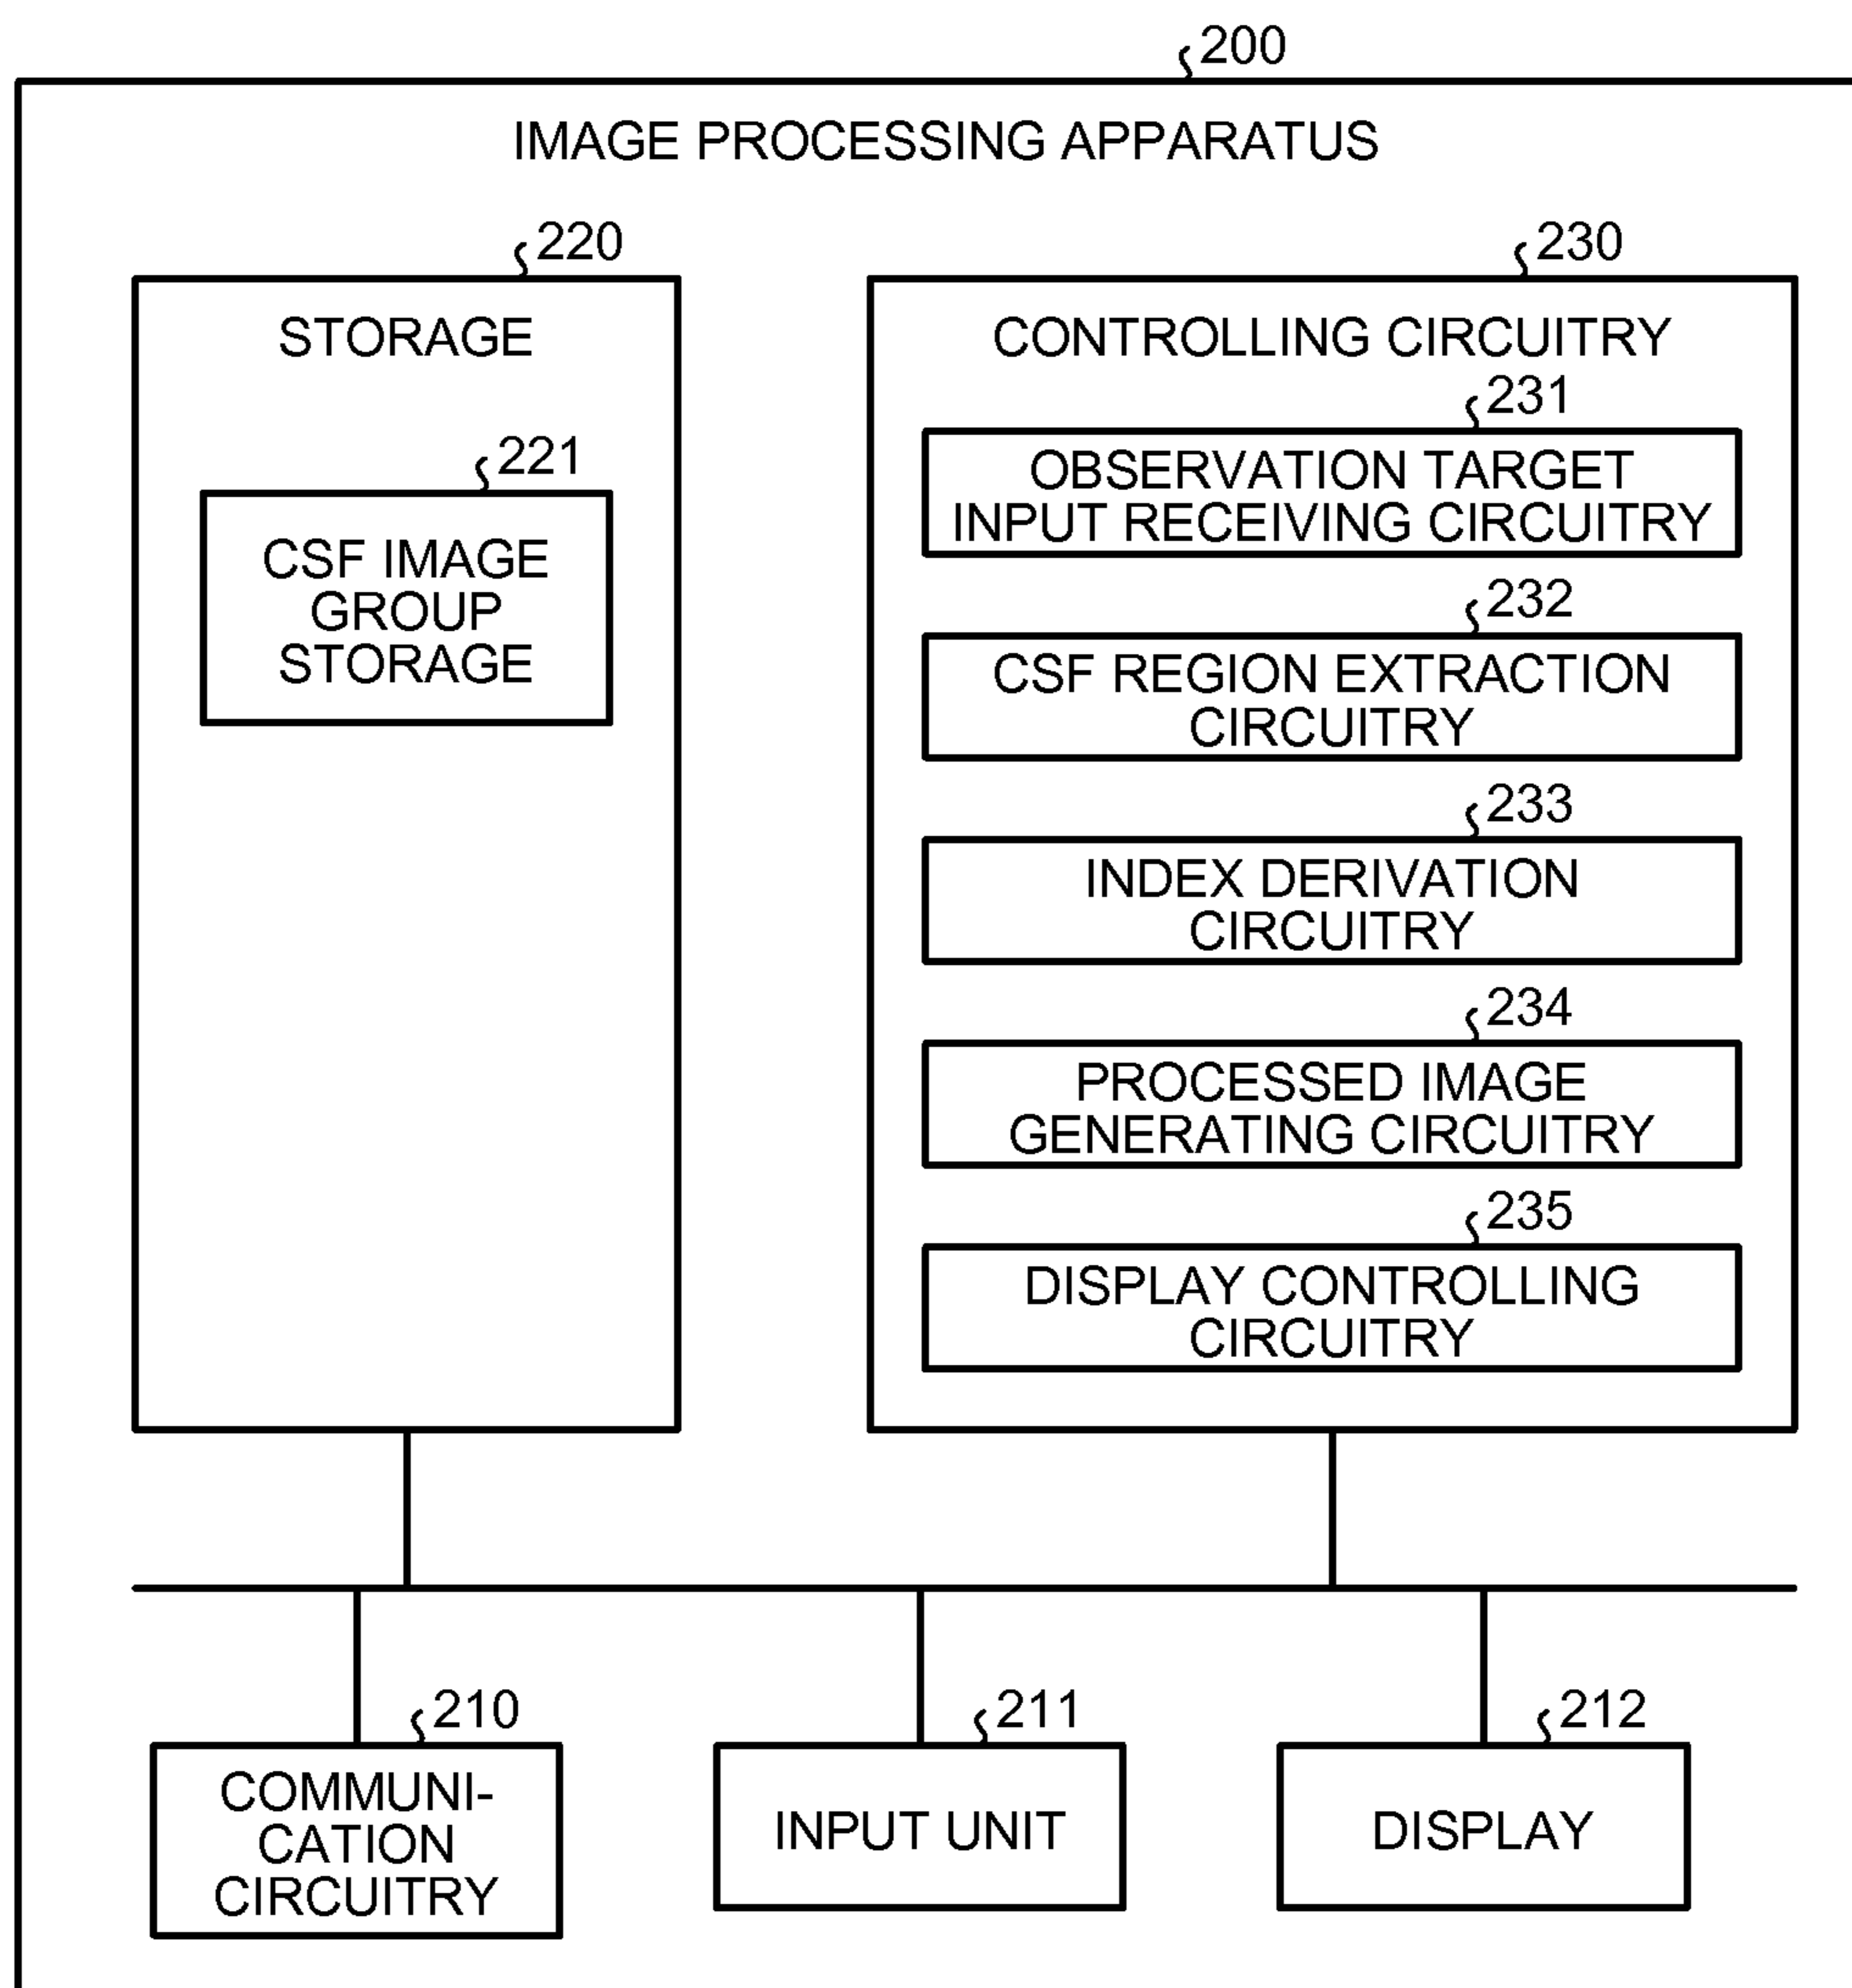 200
IMAGE PROCESSING APPARATUS
220
STORAGE
221
CSF IMAGE
GROUP
STORAGE
230
CONTROLLING CIRCUITRY
231
OBSERVATION TARGET
INPUT RECEIVING CIRCUITRY
232
CSF REGION EXTRACTION
CIRCUITRY
233
INDEX DERIVATION
CIRCUITRY
234
PROCESSED IMAGE
GENERATING CIRCUITRY
235
DISPLAY CONTROLLING
CIRCUITRY
210
COMMUNI-
CATION
CIRCUITRY
211
INPUT UNIT
212
DISPLAY